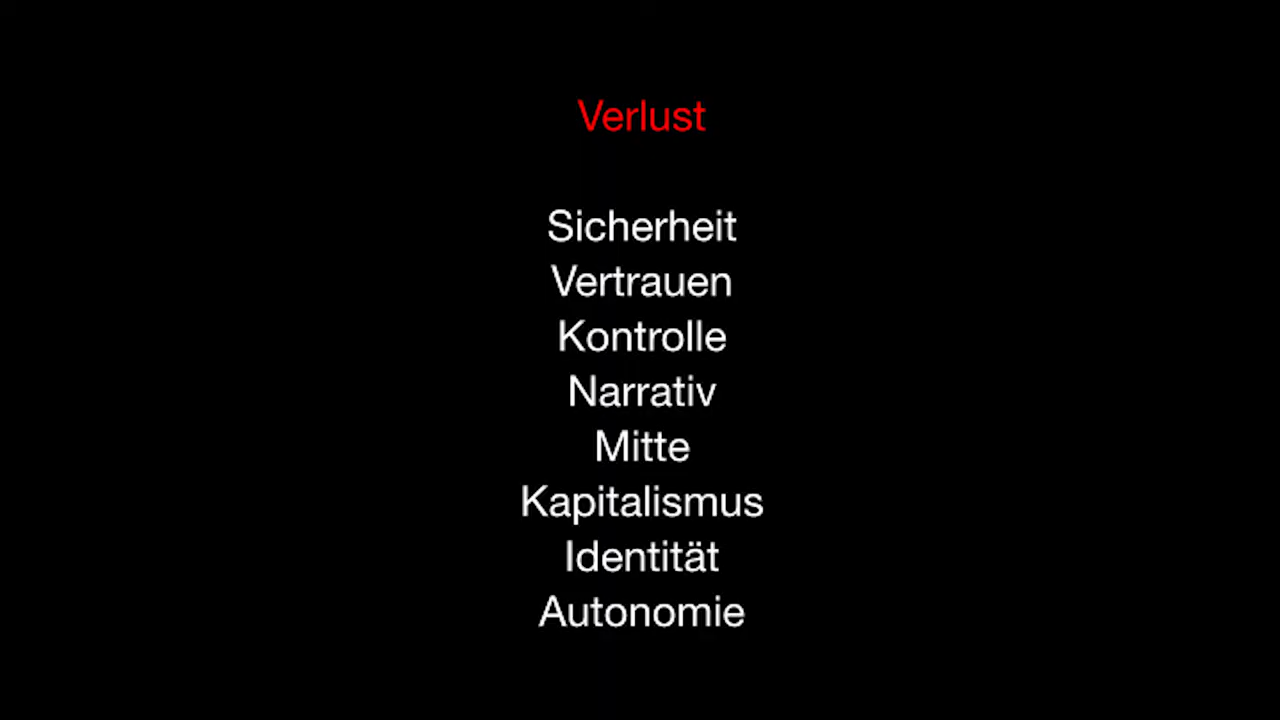 Verlust
Sicherheit
Vertrauen
Kontrolle
Narrativ
Mitte
Kapitalismus
Identität
Autonomie